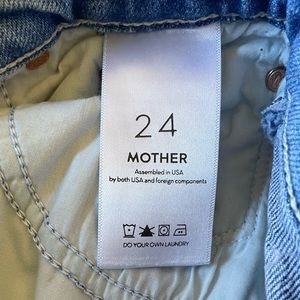 24
MOTHER
Assembled in USA
by both USA and foreign components
DO YOUR OWN LAUNDRY